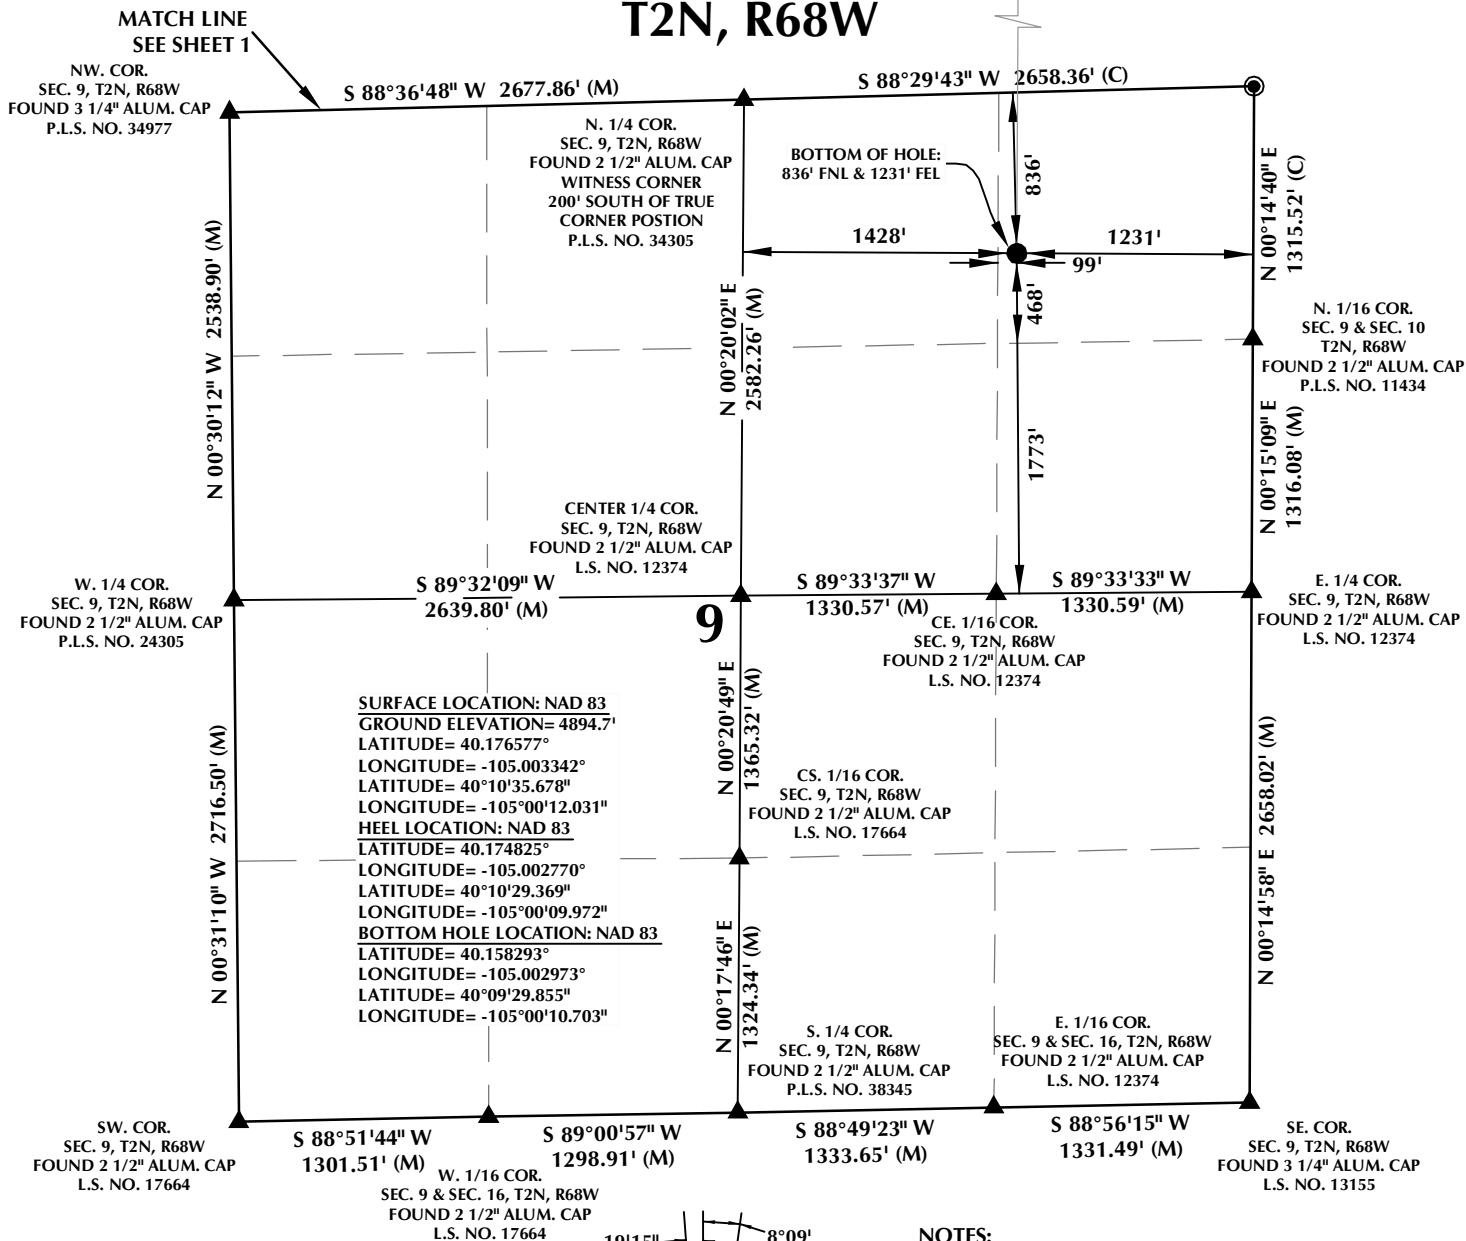 T2N, R68W
MATCH LINE
SEE SHEET 1
NW. COR.
SEC. 9, T2N, R68W
FOUND 3 1/4" ALUM. CAP
P.L.S. NO. 34977
S 88°36'48" W 2677.86' (M)
S 88°29'43" W 2658.36' (C)
N. 1/4 COR.
SEC. 9, T2N, R68W
FOUND 2 1/2" ALUM. CAP
WITNESS CORNER
200' SOUTH OF TRUE
CORNER POSTION
P.L.S. NO. 34305
BOTTOM OF HOLE:
836' FNL & 1231' FEL
836'
1428'
1231'
99'
468'
1773'
N 00°14'40" E
1315.52' (C)
N. 1/16 COR.
SEC. 9 & SEC. 10
T2N, R68W
FOUND 2 1/2" ALUM. CAP
P.L.S. NO. 11434
N 00°30'12" W 2538.90' (M)
N 00°20'02" E
2582.26' (M)
N 00°15'09" E
1316.08' (M)
CENTER 1/4 COR.
SEC. 9, T2N, R68W
FOUND 2 1/2" ALUM. CAP
L.S. NO. 12374
W. 1/4 COR.
SEC. 9, T2N, R68W
FOUND 2 1/2" ALUM. CAP
P.L.S. NO. 24305
S 89°32'09" W
2639.80' (M)
S 89°33'37" W
1330.57' (M)
S 89°33'33" W
1330.59' (M)
E. 1/4 COR.
SEC. 9, T2N, R68W
FOUND 2 1/2" ALUM. CAP
L.S. NO. 12374
9
CE. 1/16 COR.
SEC. 9, T2N, R68W
FOUND 2 1/2" ALUM. CAP
L.S. NO. 12374
SURFACE LOCATION: NAD 83
GROUND ELEVATION= 4894.7'
LATITUDE= 40.176577°
LONGITUDE= -105.003342°
LATITUDE= 40°10'35.678"
LONGITUDE= -105°00'12.031"
HEEL LOCATION: NAD 83
LATITUDE= 40.174825°
LONGITUDE= -105.002770°
LATITUDE= 40°10'29.369"
LONGITUDE= -105°00'09.972"
BOTTOM HOLE LOCATION: NAD 83
LATITUDE= 40.158293°
LONGITUDE= -105.002973°
LATITUDE= 40°09'29.855"
LONGITUDE= -105°00'10.703"
N 00°31'10" W 2716.50' (M)
N 00°20'49" E
1365.32' (M)
CS. 1/16 COR.
SEC. 9, T2N, R68W
FOUND 2 1/2" ALUM. CAP
L.S. NO. 17664
N 00°14'58" E 2658.02' (M)
N 00°17'46" E
1324.34' (M)
S. 1/4 COR.
SEC. 9, T2N, R68W
FOUND 2 1/2" ALUM. CAP
P.L.S. NO. 38345
E. 1/16 COR.
SEC. 9 & SEC. 16, T2N, R68W
FOUND 2 1/2" ALUM. CAP
L.S. NO. 12374
SW. COR.
SEC. 9, T2N, R68W
FOUND 2 1/2" ALUM. CAP
L.S. NO. 17664
S 88°51'44" W
1301.51' (M)
S 89°00'57" W
1298.91' (M)
S 88°49'23" W
1333.65' (M)
S 88°56'15" W
1331.49' (M)
SE. COR.
SEC. 9, T2N, R68W
FOUND 3 1/4" ALUM. CAP
L.S. NO. 13155
W. 1/16 COR.
SEC. 9 & SEC. 16, T2N, R68W
FOUND 2 1/2" ALUM. CAP
L.S. NO. 17664
8°09'
NOTES: